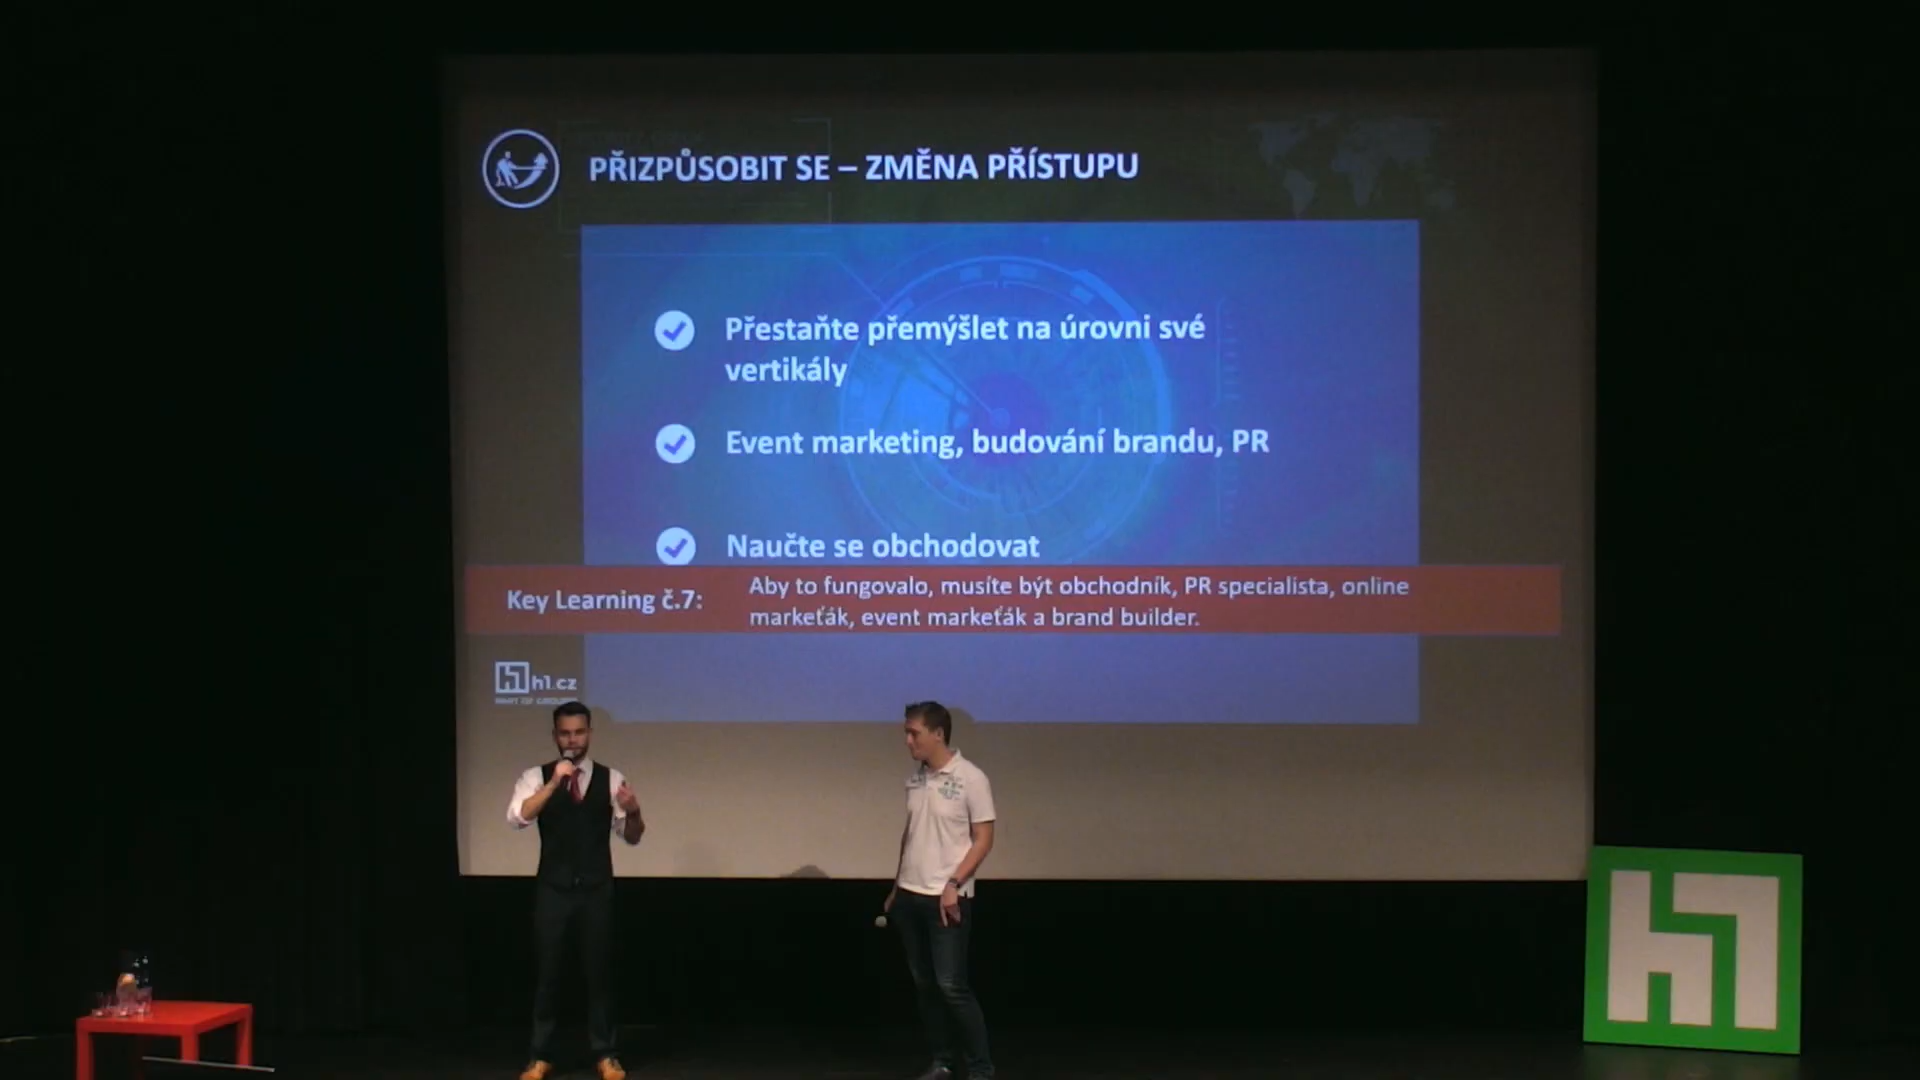 PŘIZPŮSOBIT SE – ZMĚNA PŘÍSTUPU
Přestaňte přemýšlet na úrovni své
vertikály
Event marketing, budování brandu, PR
Naučte se obchodovat
Key Learning č.7:
Aby to fungovalo, musíte být obchodník, PR specialista, online
markeťák, event markeťák a brand builder.
h1.cz
h1